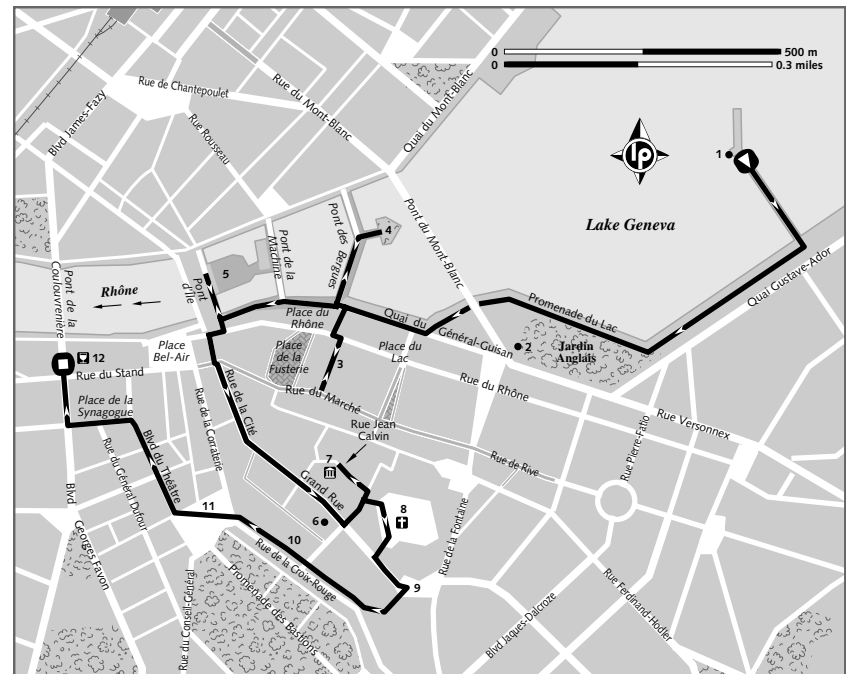 0 500 m
0 0.3 miles
Rue de Chantepoulet
Rue du Mont-Blanc
Quai du Mont-Blanc
Blvd James-Fazy
Rue Rousseau
1
lp
Lake Geneva
4
Pont du Mont-Blanc
Pont des
Bergues
Pont de la
Machine
5
Pont
d'Île
Pont de la
Coulouvrenière
Rhône
Quai Gustave-Ador
Promenade du Lac
Quai du
Général-Guisan
Place du
Rhône
2
Jardin
Anglais
Place
Bel-Air
Place
de la
Fusterie
Place du
Lac
12
3
Rue du Stand
Rue du Rhône
Rue du Marché
Place de la
Synagogue
Rue de la Cité
Rue de la Corraterie
Rue Jean
Calvin
Rue Versonnex
Rue Pierre-Fatio
Rue de Rive
Blvd du Théâtre
Rue du Général Dufour
7
Grand Rue
Blvd
Georges Favon
11
6
8
10
Rue de la Fontaine
Rue de la Croix-Rouge
Promenade des Bastions
9
Rue du Conseil-Général
Blvd Jaques-Dalcroze
Rue Ferdinand-Hodler